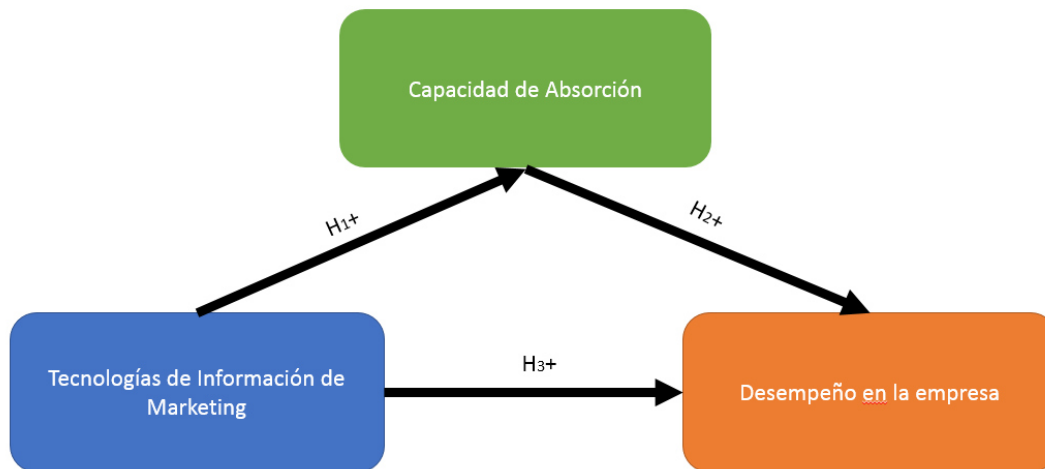 Capacidad de Absorción
H₁+
H₂+
Tecnologías de Información de
Marketing
H₃+
Desempeño en la empresa